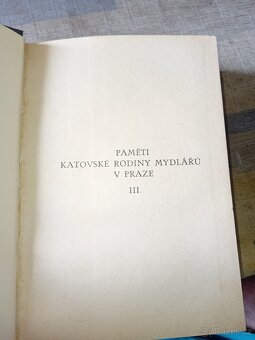 PAMĚTI
KATOVSKÉ RODINY MYDLÁŘŮ
V PRAZE
III.